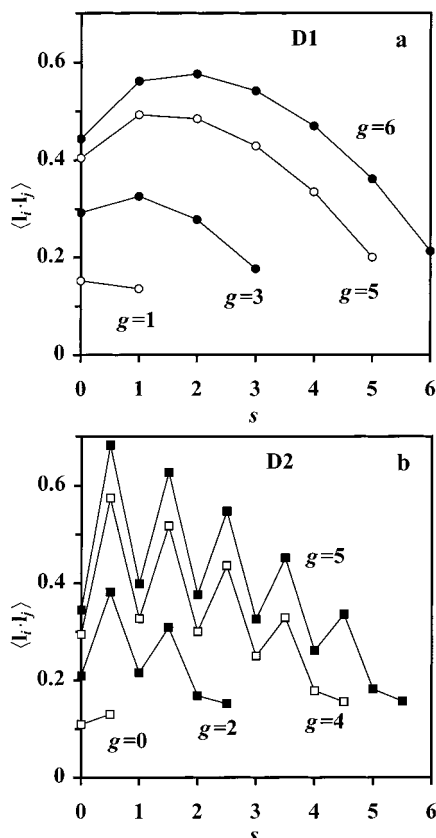 D1 a
0.6
g=6
0.4
⟨l_i·l_j⟩
0.2
g=3
g=5
g=1
0
0 1 2 3 4 5 6
s
D2 b
0.6
g=5
0.4
⟨l_i·l_j⟩
0.2
g=0
g=2
g=4
0
0 1 2 3 4 5 6
s